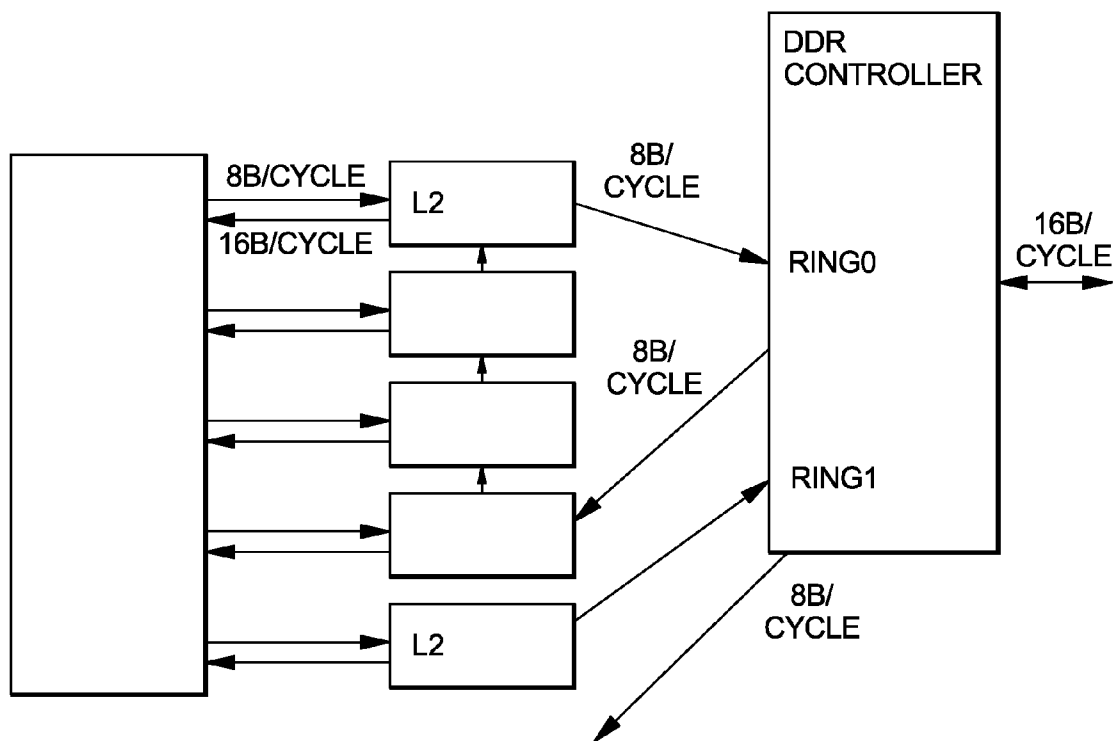 DDR
CONTROLLER
8B/CYCLE
16B/CYCLE
L2
8B/
CYCLE
RING0
16B/
CYCLE
8B/
CYCLE
RING1
L2
8B/
CYCLE